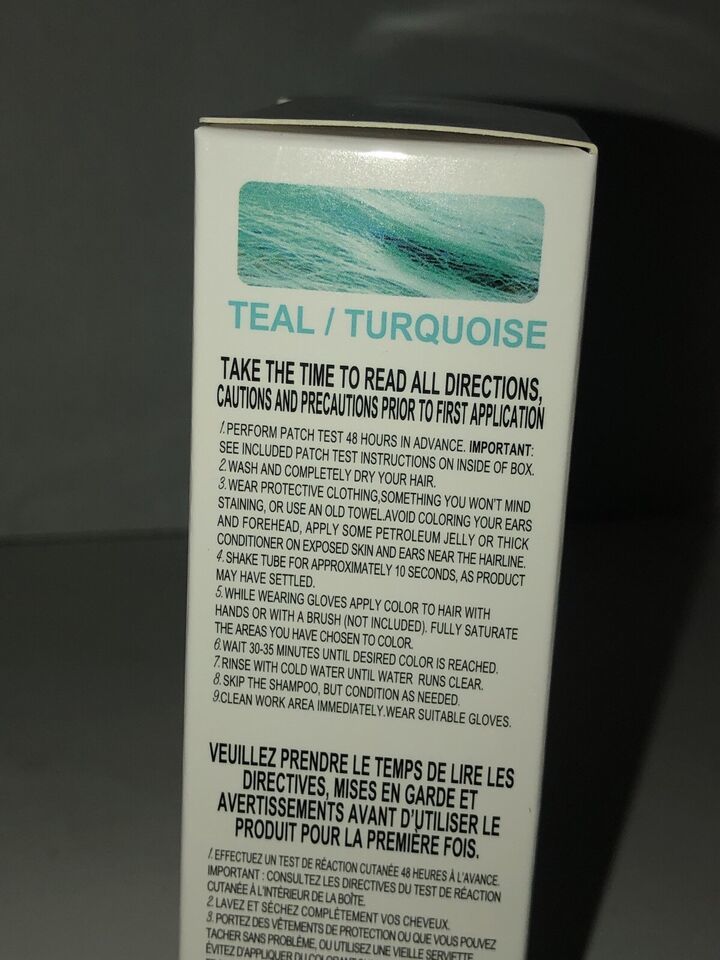 TEAL / TURQUOISE
TAKE THE TIME TO READ ALL DIRECTIONS,
CAUTIONS AND PRECAUTIONS PRIOR TO FIRST APPLICATION
1.PERFORM PATCH TEST 48 HOURS IN ADVANCE. IMPORTANT:
SEE INCLUDED PATCH TEST INSTRUCTIONS ON INSIDE OF BOX.
2.WASH AND COMPLETELY DRY YOUR HAIR.
3.WEAR PROTECTIVE CLOTHING,SOMETHING YOU WON'T MIND
STAINING, OR USE AN OLD TOWEL.AVOID COLORING YOUR EARS
AND FOREHEAD, APPLY SOME PETROLEUM JELLY OR THICK
CONDITIONER ON EXPOSED SKIN AND EARS NEAR THE HAIRLINE.
4.SHAKE TUBE FOR APPROXIMATELY 10 SECONDS, AS PRODUCT
MAY HAVE SETTLED.
5.WHILE WEARING GLOVES APPLY COLOR TO HAIR WITH
HANDS OR WITH A BRUSH (NOT INCLUDED). FULLY SATURATE
THE AREAS YOU HAVE CHOSEN TO COLOR.
6.WAIT 30-35 MINUTES UNTIL DESIRED COLOR IS REACHED.
7.RINSE WITH COLD WATER UNTIL WATER RUNS CLEAR.
8.SKIP THE SHAMPOO, BUT CONDITION AS NEEDED.
9.CLEAN WORK AREA IMMEDIATELY.WEAR SUITABLE GLOVES.
VEUILLEZ PRENDRE LE TEMPS DE LIRE LES
DIRECTIVES, MISES EN GARDE ET
AVERTISSEMENTS AVANT D'UTILISER LE
PRODUIT POUR LA PREMIÈRE FOIS.
1.EFFECTUEZ UN TEST DE RÉACTION CUTANÉE 48 HEURES À L'AVANCE.
IMPORTANT : CONSULTEZ LES DIRECTIVES DU TEST DE RÉACTION
CUTANÉE À L'INTÉRIEUR DE LA BOÎTE.
2.LAVEZ ET SÉCHEZ COMPLÈTEMENT VOS CHEVEUX.
3.PORTEZ DES VÊTEMENTS DE PROTECTION OU QUE VOUS POUVEZ
TACHER SANS PROBLÈME, OU UTILISEZ UNE VIEILLE SERVIETTE.
ÉVITEZ D'APPLIQUER DU